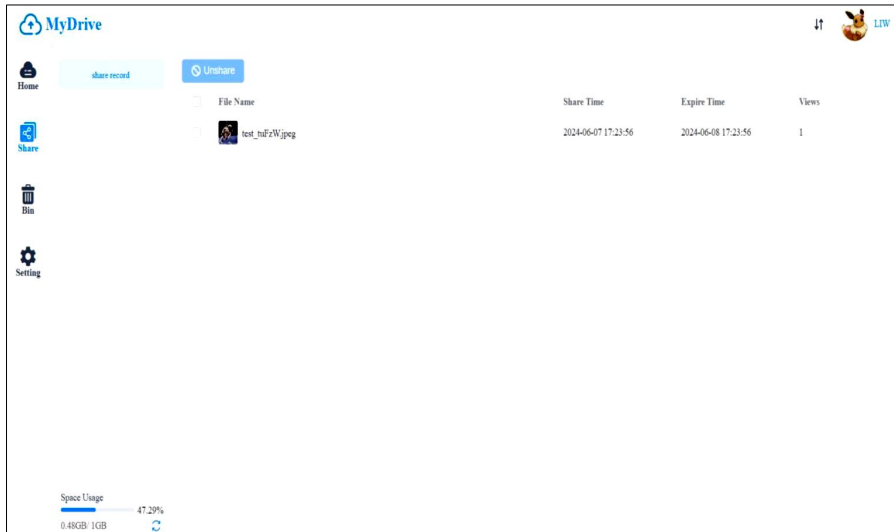 MyDrive
LIW
Home
share record
Unshare
File Name Share Time Expire Time Views
test_tuFzWj.jpeg 2024-06-07 17:23:56 2024-06-08 17:23:56 1
Share
Bin
Setting
Space Usage
47.29%
0.48GB/ 1GB